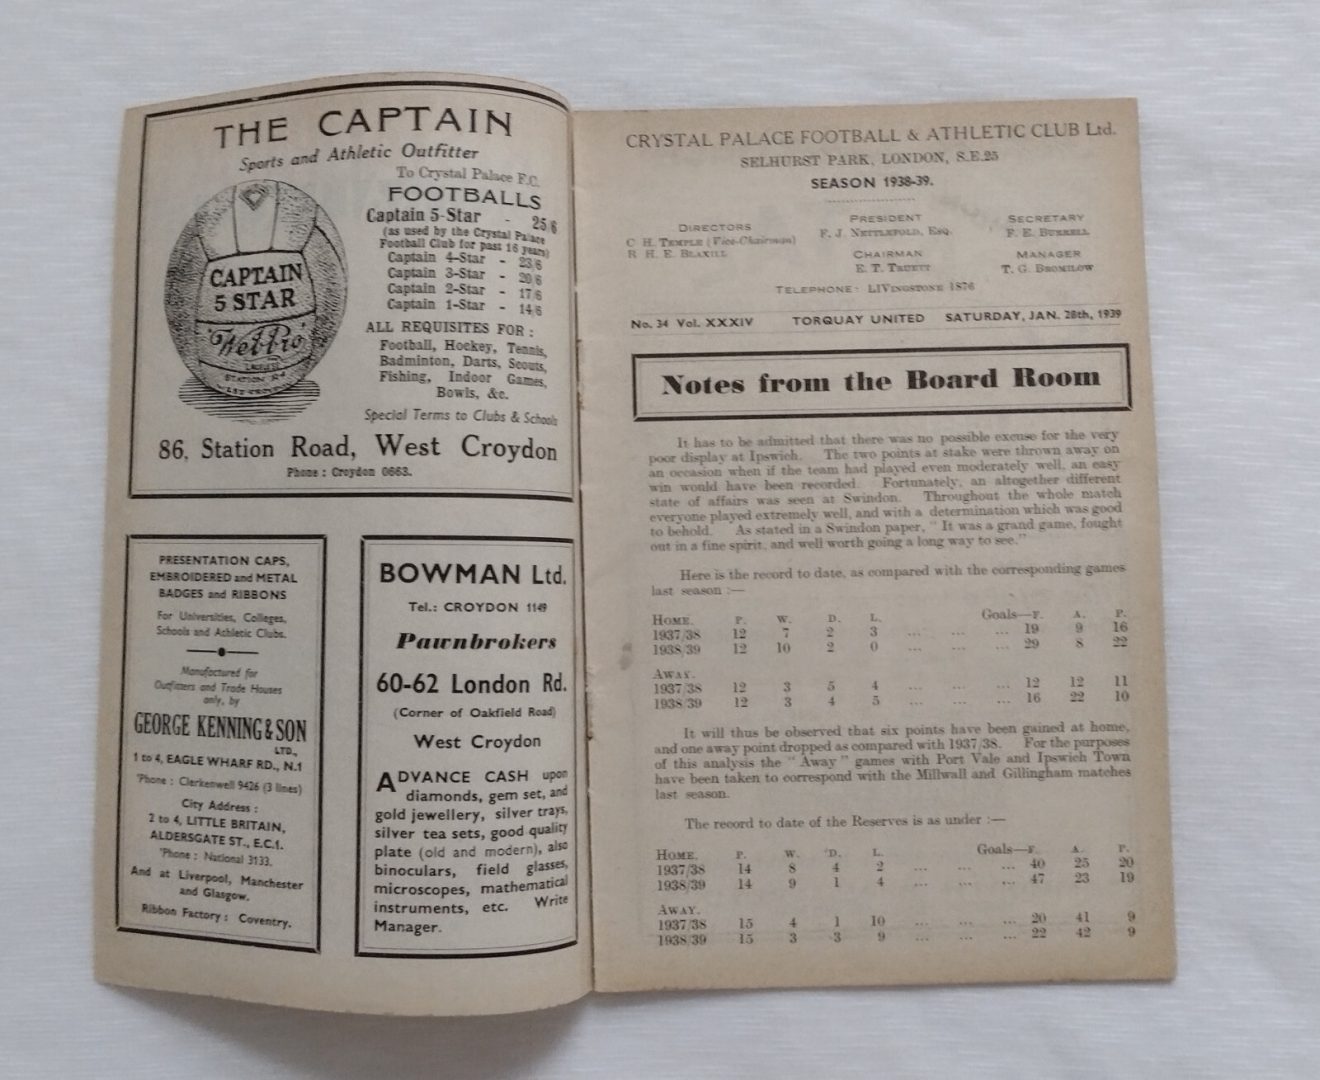 THE CAPTAIN
Sports and Athletic Outfitter
To Crystal Palace F.C.
FOOTBALLS
Captain 5-Star - 25/6
(as used by the Crystal Palace
Football Club for past 16 years)
Captain 4-Star - 23/6
Captain 3-Star - 20/6
Captain 2-Star - 17/6
Captain 1-Star - 14/6
CAPTAIN
5 STAR
ALL REQUISITES FOR :
Football, Hockey, Tennis,
Badminton, Darts, Scouts,
Fishing, Indoor Games,
Bowls, &c.
Special Terms to Clubs & Schools
86, Station Road, West Croydon
Phone : Croydon 0663.
PRESENTATION CAPS,
EMBROIDERED and METAL
BADGES and RIBBONS
For Universities, Colleges,
Schools and Athletic Clubs.
Manufactured for
Outfitters and Trade Houses
only, by
GEORGE KENNING & SON
LTD.,
1 to 4, EAGLE WHARF RD., N.1
'Phone : Clerkenwell 9426 (3 lines)
City Address :
2 to 4, LITTLE BRITAIN,
ALDERSGATE ST., E.C.1.
'Phone : National 3133.
And at Liverpool, Manchester
and Glasgow.
Ribbon Factory : Coventry.
BOWMAN Ltd.
Tel.: CROYDON 1149
Pawnbrokers
60-62 London Rd.
(Corner of Oakfield Road)
West Croydon
ADVANCE CASH upon
diamonds, gem set, and
gold jewellery, silver trays,
silver tea sets, good quality
plate (old and modern), also
binoculars, field glasses,
microscopes, mathematical
instruments, etc. Write
Manager.
CRYSTAL PALACE FOOTBALL & ATHLETIC CLUB Ltd.
SELHURST PARK, LONDON, S.E.25
SEASON 1938-39.
DIRECTORS
C. H. TEMPLE (Vice-Chairman)
R. H. E. BLAXILL
PRESIDENT
F. J. NETTLEFOLD, ESQ.
CHAIRMAN
E. T. TRUETT
SECRETARY
F. E. BURRELL
MANAGER
T. G. BROMILOW
TELEPHONE: LIVINGSTONE 1876
No. 34 Vol. XXXIV TORQUAY UNITED SATURDAY, JAN. 28th, 1939
Notes from the Board Room
It has to be admitted that there was no possible excuse for the very
poor display at Ipswich. The two points at stake were thrown away on
an occasion when if the team had played even moderately well, an easy
win would have been recorded. Fortunately, an altogether different
state of affairs was seen at Swindon. Throughout the whole match
everyone played extremely well, and with a determination which was good
to behold. As stated in a Swindon paper, "It was a grand game, fought
out in a fine spirit, and well worth going a long way to see."
Here is the record to date, as compared with the corresponding games
last season :—
HOME. P. W. D. L. Goals—F. A. P.
1937/38 12 7 2 3 ... ... ... 19 9 16
1938/39 12 10 2 0 ... ... ... 29 8 22
AWAY.
1937/38 12 3 5 4 ... ... ... 12 12 11
1938/39 12 3 4 5 ... ... ... 16 22 10
It will thus be observed that six points have been gained at home,
and one away point dropped as compared with 1937/38. For the purposes
of this analysis the "Away" games with Port Vale and Ipswich Town
have been taken to correspond with the Millwall and Gillingham matches
last season.
The record to date of the Reserves is as under :—
HOME. P. W. D. L. Goals—F. A. P.
1937/38 14 8 4 2 ... ... ... 40 25 20
1938/39 14 9 1 4 ... ... ... 47 23 19
AWAY.
1937/38 15 4 1 10 ... ... ... 20 41 9
1938/39 15 3 3 9 ... ... ... 22 42 9